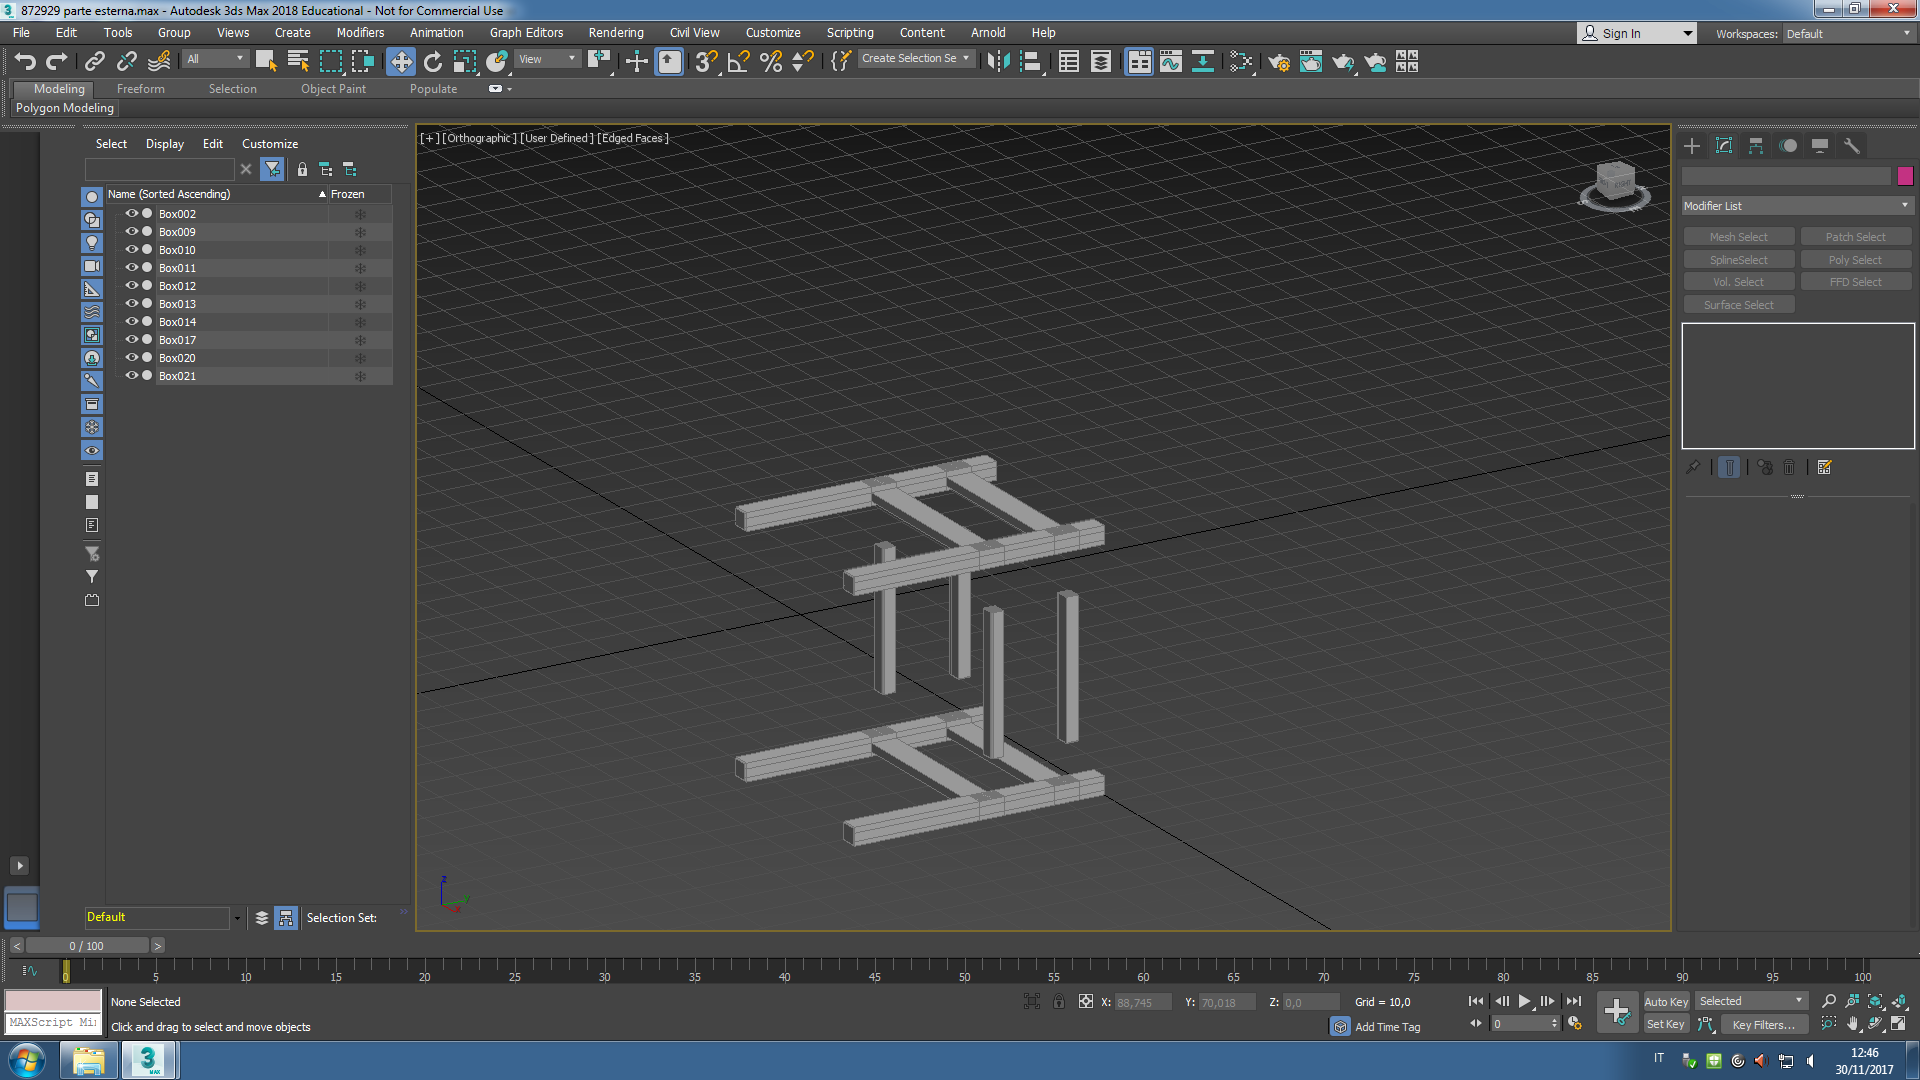 872929 parte esterna.max - Autodesk 3ds Max 2018 Educational - Not for Commercial Use
File Edit Tools Group Views Create Modifiers Animation Graph Editors Rendering Civil View Customize Scripting Content Arnold Help Sign In Workspaces: Default
All View Create Selection Se
Modeling Freeform Selection Object Paint Populate
Polygon Modeling
Select Display Edit Customize
[+] [Orthographic] [User Defined] [Edged Faces]
Name (Sorted Ascending) Frozen
Box002
Box009
Box010
Box011
Box012
Box013
Box014
Box017
Box020
Box021
Modifier List
Mesh Select Patch Select
SplineSelect Poly Select
Vol. Select FFD Select
Surface Select
z
Default Selection Set:
< 0 / 100 >
0 5 10 15 20 25 30 35 40 45 50 55 60 65 70 75 80 85 90 95 100
None Selected X: 88,745 Y: 70,018 Z: 0,0 Grid = 10,0 Auto Key Selected
MAXScript Mi Click and drag to select and move objects Add Time Tag 0 Set Key Key Filters...
IT 12:46
30/11/2017